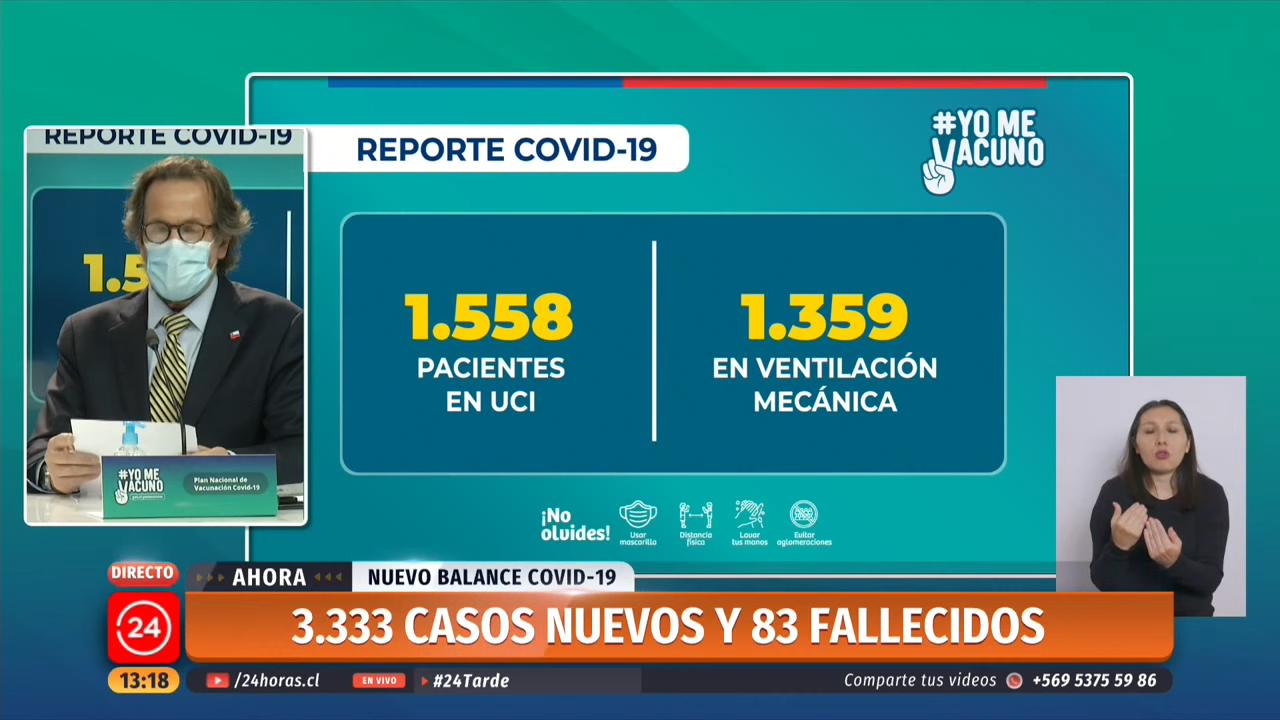 REPORTE COVID-19
REPORTE COVID-19
#YO ME
VACUNO
1.5
1.558
PACIENTES
EN UCI
1.359
EN VENTILACIÓN
MECÁNICA
#YO ME
VACUNO
Plan Nacional de
Vacunación Covid-19
¡No
olvides!
Usar
mascarilla
Distancia
física
Lavar
tus manos
Evitar
aglomeraciones
DIRECTO
AHORA
NUEVO BALANCE COVID-19
24
3.333 CASOS NUEVOS Y 83 FALLECIDOS
13:18
/24horas.cl
EN VIVO
#24Tarde
Comparte tus videos
+569 5375 59 86